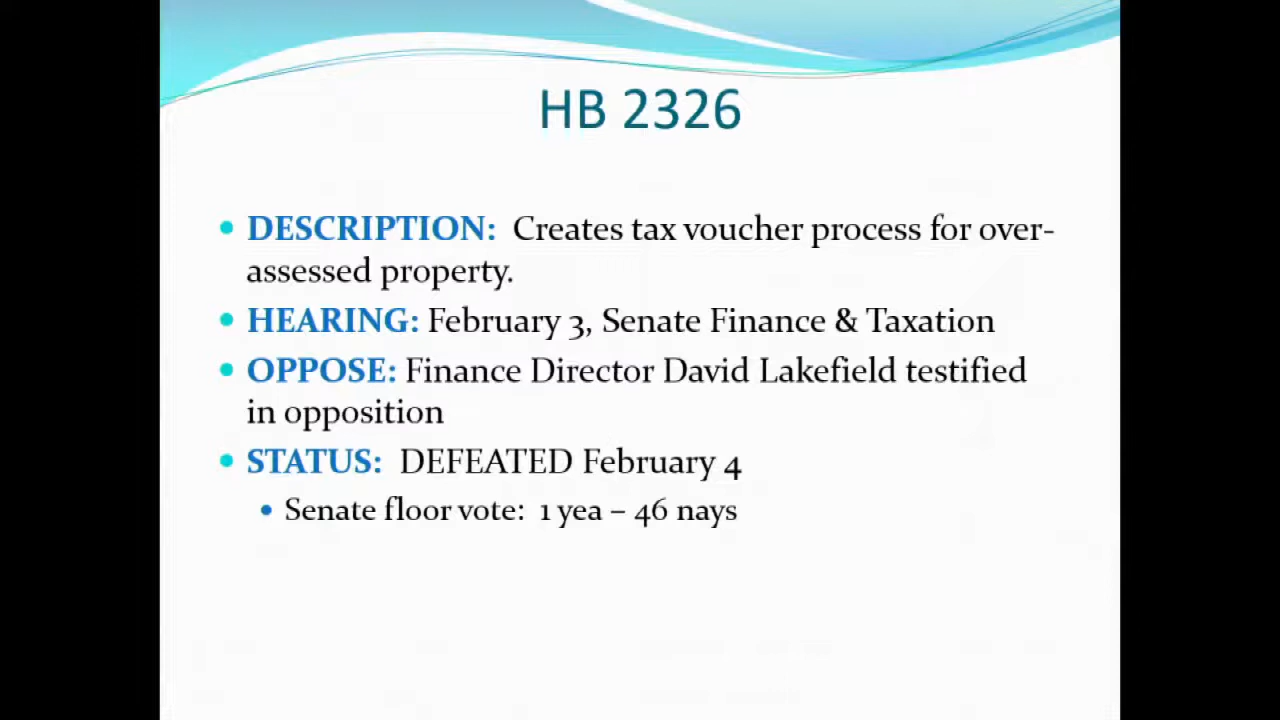 HB 2326
• DESCRIPTION: Creates tax voucher process for over-
assessed property.
• HEARING: February 3, Senate Finance & Taxation
• OPPOSE: Finance Director David Lakefield testified
in opposition
• STATUS: DEFEATED February 4
• Senate floor vote: 1 yea – 46 nays